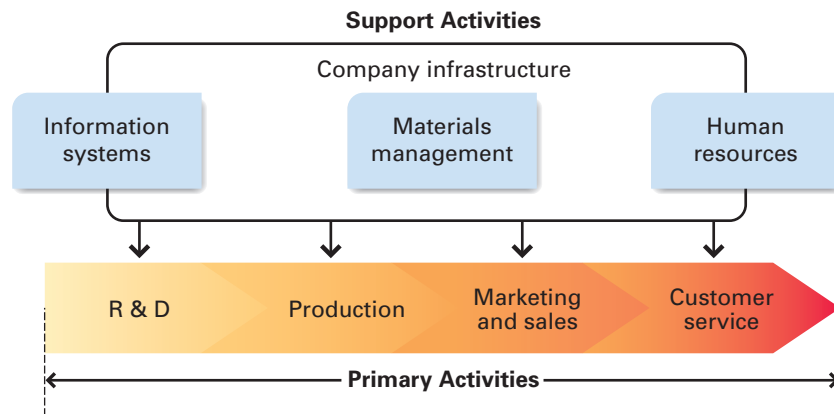 Support Activities
Company infrastructure
Information
systems
Materials
management
Human
resources
R & D
Production
Marketing
and sales
Customer
service
Primary Activities